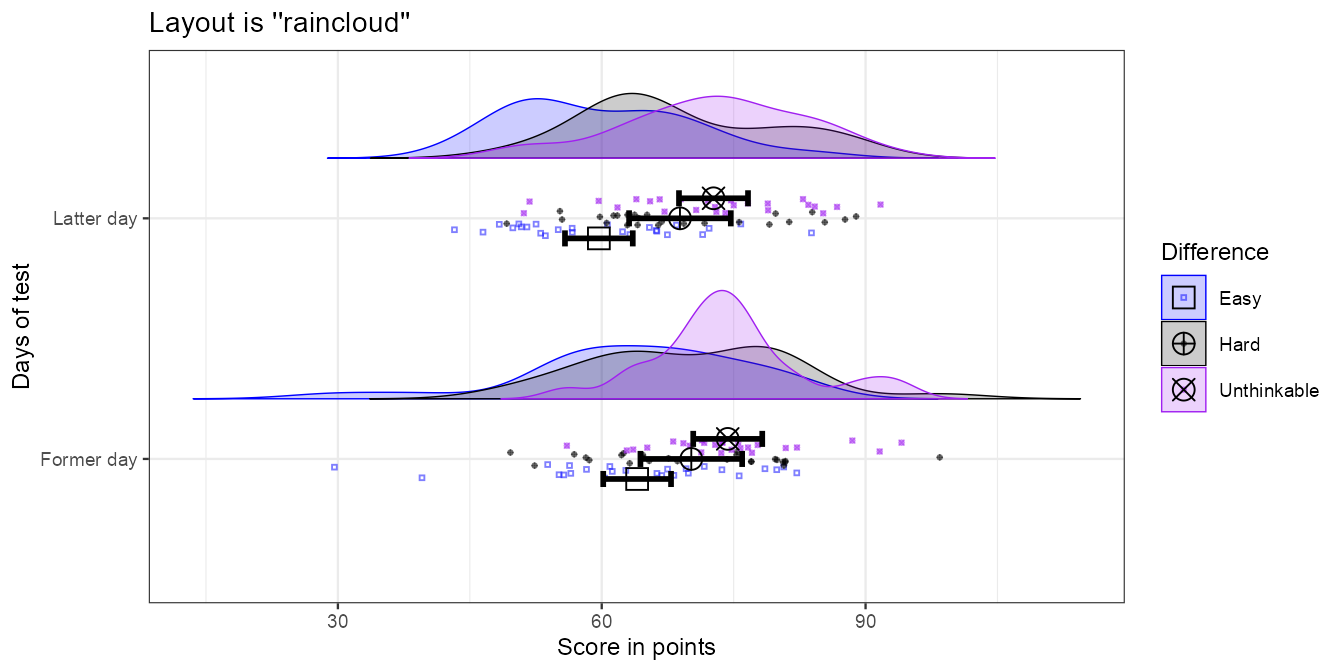 Layout is ''raincloud''
Days of test
Latter day
Former day
30
60
90
Score in points
Difference
Easy
Hard
Unthinkable